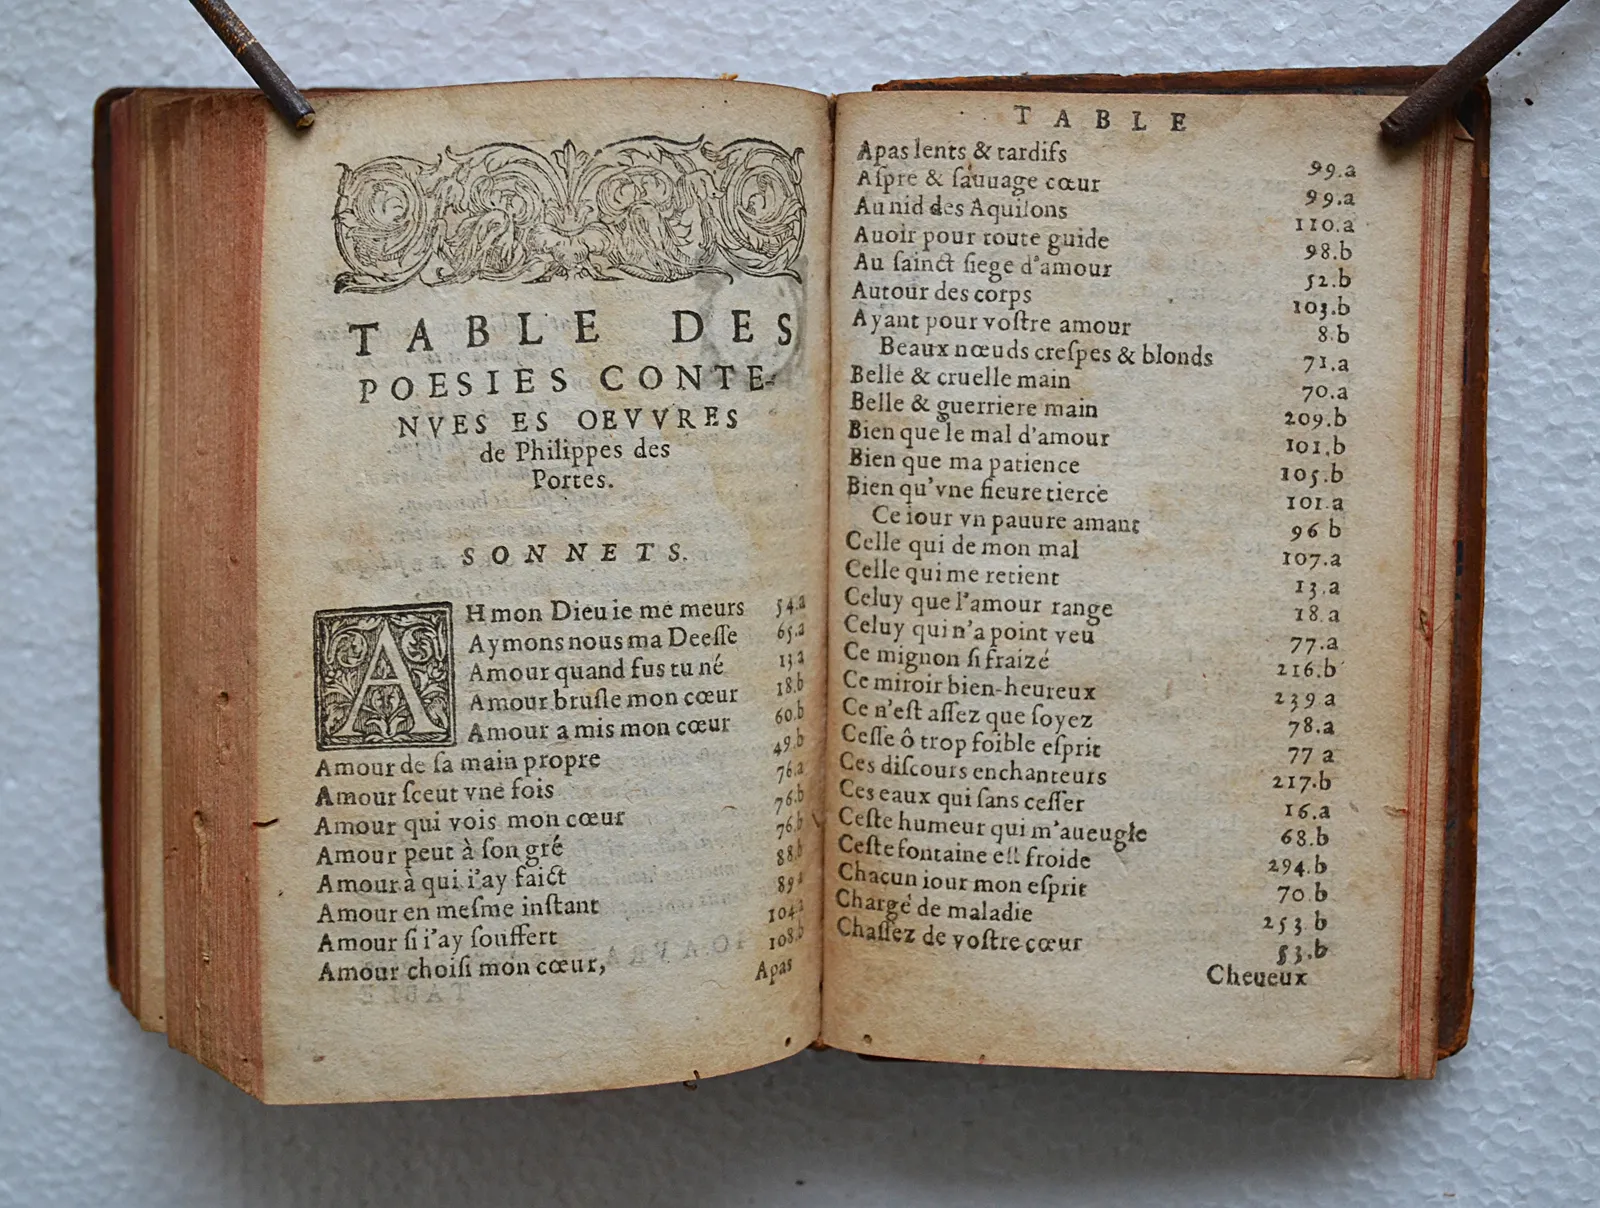 TABLE DES
POESIES CONTE-
NVES ES OEVVRES
de Philippes des
Portes.
SONNETS.
AH mon Dieu ie me meurs 54.a
Aymons nous ma Deeſſe 65.a
Amour quand fus tu né 13.a
Amour bruſle mon cœur 18.b
Amour a mis mon cœur 60.b
Amour de ſa main propre 49.b
Amour ſceut vne fois 76.a
Amour qui vois mon cœur 76.b
Amour peut à ſon gré 76.b
Amour à qui i'ay faict 88.b
Amour en meſme inſtant 89.a
Amour ſi i'ay ſouffert 104.a
Amour choiſi mon cœur, 108.b
Apas
TABLE
Apas lents & tardifs 99.a
Aſpre & ſauuage cœur 99.a
Au nid des Aquilons 110.a
Auoir pour toute guide 98.b
Au ſainct ſiege d'amour 52.b
Autour des corps 103.b
Ayant pour voſtre amour 8.b
Beaux nœuds creſpes & blonds 71.a
Belle & cruelle main 70.a
Belle & guerriere main 209.b
Bien que le mal d'amour 101.b
Bien que ma patience 105.b
Bien qu'vne fieure tierce 101.a
Ce iour vn pauure amant 96 b
Celle qui de mon mal 107.a
Celle qui me retient 13.a
Celuy que l'amour range 18.a
Celuy qui n'a point veu 77.a
Ce mignon ſi fraizé 216.b
Ce miroir bien-heureux 239.a
Ce n'eſt aſſez que ſoyez 78.a
Ceſſe ô trop foible eſprit 77 a
Ces diſcours enchanteurs 217.b
Ces eaux qui ſans ceſſer 16.a
Ceſte humeur qui m'aueugle 68.b
Ceſte fontaine eſt froide 294.b
Chacun iour mon eſprit 70.b
Chargé de maladie 253.b
Chaſſez de voſtre cœur 53.b
Cheueux